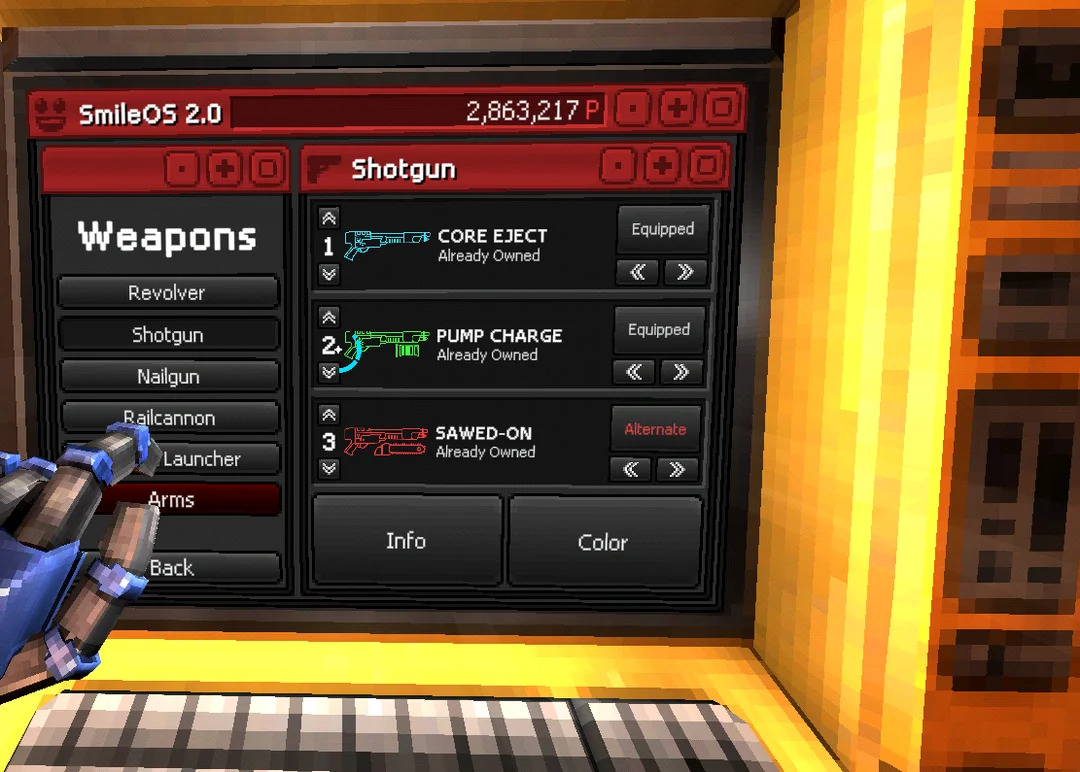 SmileOS 2.0
2,863,217 P
Weapons
Revolver
Shotgun
Nailgun
Railcannon
Launcher
Arms
Back
Shotgun
1
CORE EJECT
Already Owned
Equipped
2
PUMP CHARGE
Already Owned
Equipped
3
SAWED-ON
Already Owned
Alternate
Info
Color